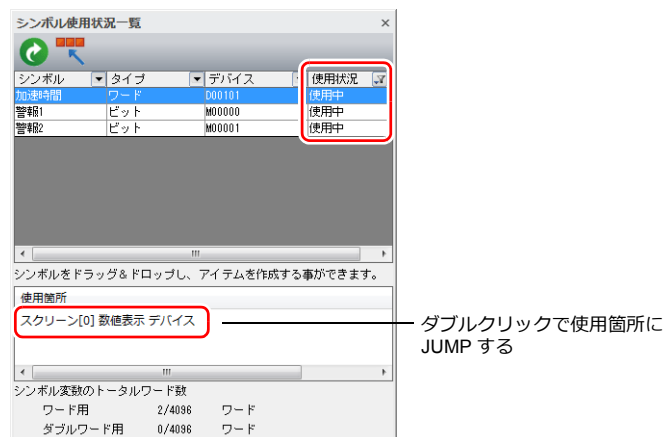 シンボル使用状況一覧
シンボル タイプ デバイス 使用状況
加速時間 ワード D00101 使用中
警報1 ビット M00000 使用中
警報2 ビット M00001 使用中
シンボルをドラッグ＆ドロップし、アイテムを作成する事ができます。
使用箇所
スクリーン[0] 数値表示 デバイス
ダブルクリックで使用箇所に
JUMP する
シンボル変数のトータルワード数
ワード用 2/4096 ワード
ダブルワード用 0/4096 ワード